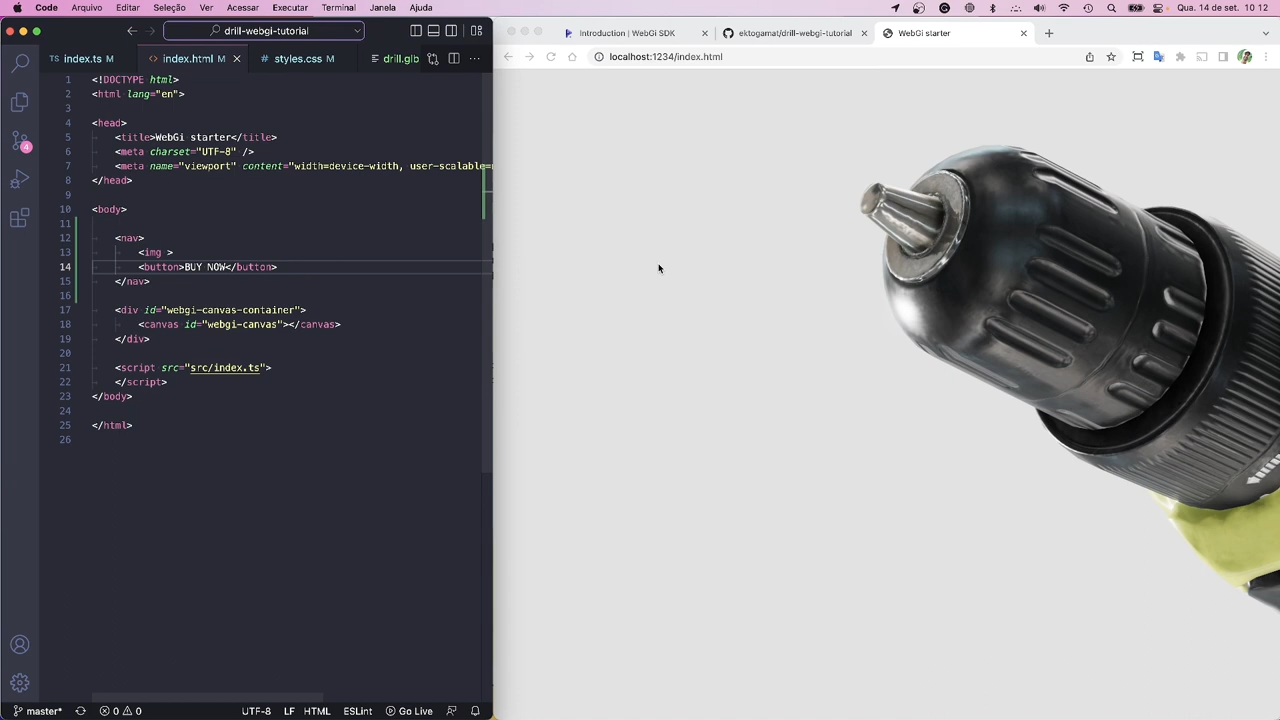 Code Arquivo Editar Seleção Ver Acessar Executar Terminal Janela Ajuda
Qua. 14 de set. 10 12
drill-webgi-tutorial
Introduction | WebGi SDK
ektogamat/drill-webgi-tutorial
WebGi starter
TS index.ts M
index.html
styles.css M
drill.glb
localhost:1234/index.html
1 <!DOCTYPE html>
2 <html lang="en">
3
4 <head>
5 <title>WebGi starter</title>
6 <meta charset="UTF-8" />
7 <meta name="viewport" content="width=device-width, user-scalable=
8 </head>
9
10 <body>
11
12 <nav>
13 <img >
14 <button>BUY NOW</button>
15 </nav>
16
17 <div id="webgi-canvas-container">
18 <canvas id="webgi-canvas"></canvas>
19 </div>
20
21 <script src="src/index.ts">
22 </script>
23 </body>
24
25 </html>
26
4
master* 0 0 UTF-8 LF HTML ESLint Go Live